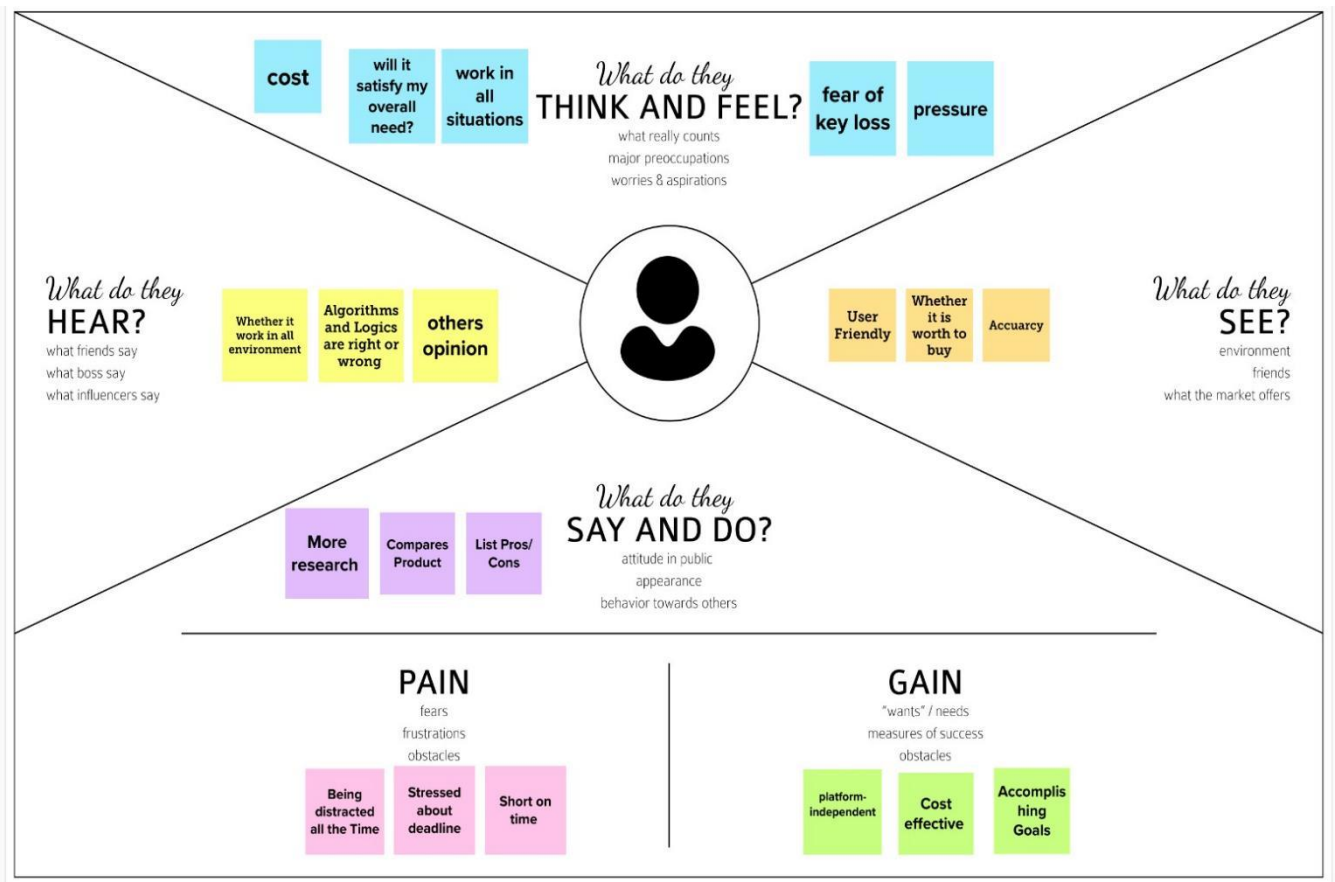 cost
will it
satisfy my
overall
need?
work in
all
situations
What do they
THINK AND FEEL?
what really counts
major preoccupations
worries & aspirations
fear of
key loss
pressure
What do they
HEAR?
what friends say
what boss say
what influencers say
Whether it
work in all
environment
Algorithms
and Logics
are right or
wrong
others
opinion
User
Friendly
Whether
it is
worth to
buy
Accuarcy
What do they
SEE?
environment
friends
what the market offers
What do they
SAY AND DO?
attitude in public
appearance
behavior towards others
More
research
Compares
Product
List Pros/
Cons
PAIN
fears
frustrations
obstacles
Being
distracted
all the Time
Stressed
about
deadline
Short on
time
GAIN
"wants" / needs
measures of success
obstacles
platform-
independent
Cost
effective
Accomplis
hing
Goals